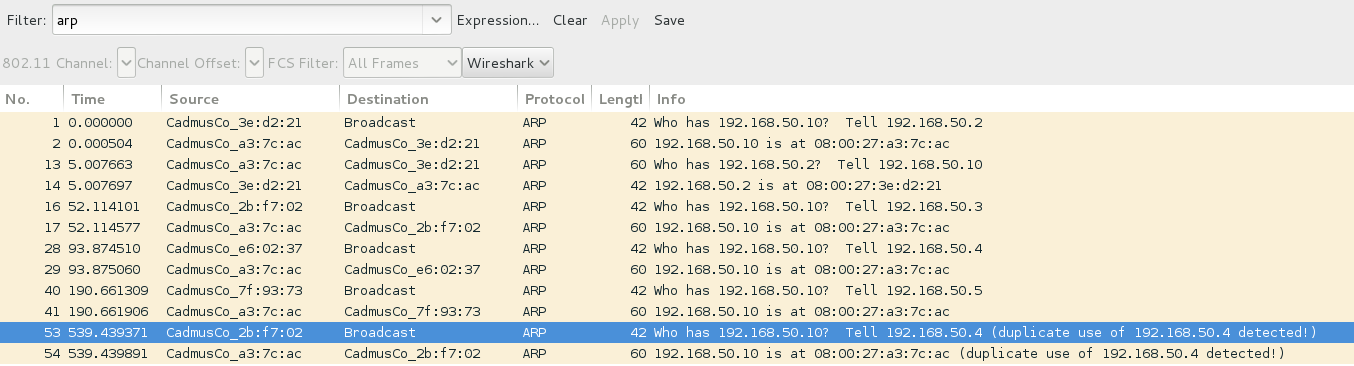 Filter: arp Expression... Clear Apply Save
802.11 Channel: Channel Offset: FCS Filter: All Frames Wireshark
No. Time Source Destination Protocol Lengtl Info
1 0.000000 CadmusCo_3e:d2:21 Broadcast ARP 42 Who has 192.168.50.10? Tell 192.168.50.2
2 0.000504 CadmusCo_a3:7c:ac CadmusCo_3e:d2:21 ARP 60 192.168.50.10 is at 08:00:27:a3:7c:ac
13 5.007663 CadmusCo_a3:7c:ac CadmusCo_3e:d2:21 ARP 60 Who has 192.168.50.2? Tell 192.168.50.10
14 5.007697 CadmusCo_3e:d2:21 CadmusCo_a3:7c:ac ARP 42 192.168.50.2 is at 08:00:27:3e:d2:21
16 52.114101 CadmusCo_2b:f7:02 Broadcast ARP 42 Who has 192.168.50.10? Tell 192.168.50.3
17 52.114577 CadmusCo_a3:7c:ac CadmusCo_2b:f7:02 ARP 60 192.168.50.10 is at 08:00:27:a3:7c:ac
28 93.874510 CadmusCo_e6:02:37 Broadcast ARP 42 Who has 192.168.50.10? Tell 192.168.50.4
29 93.875060 CadmusCo_a3:7c:ac CadmusCo_e6:02:37 ARP 60 192.168.50.10 is at 08:00:27:a3:7c:ac
40 190.661309 CadmusCo_7f:93:73 Broadcast ARP 42 Who has 192.168.50.10? Tell 192.168.50.5
41 190.661906 CadmusCo_a3:7c:ac CadmusCo_7f:93:73 ARP 60 192.168.50.10 is at 08:00:27:a3:7c:ac
53 539.439371 CadmusCo_2b:f7:02 Broadcast ARP 42 Who has 192.168.50.10? Tell 192.168.50.4 (duplicate use of 192.168.50.4 detected!)
54 539.439891 CadmusCo_a3:7c:ac CadmusCo_2b:f7:02 ARP 60 192.168.50.10 is at 08:00:27:a3:7c:ac (duplicate use of 192.168.50.4 detected!)